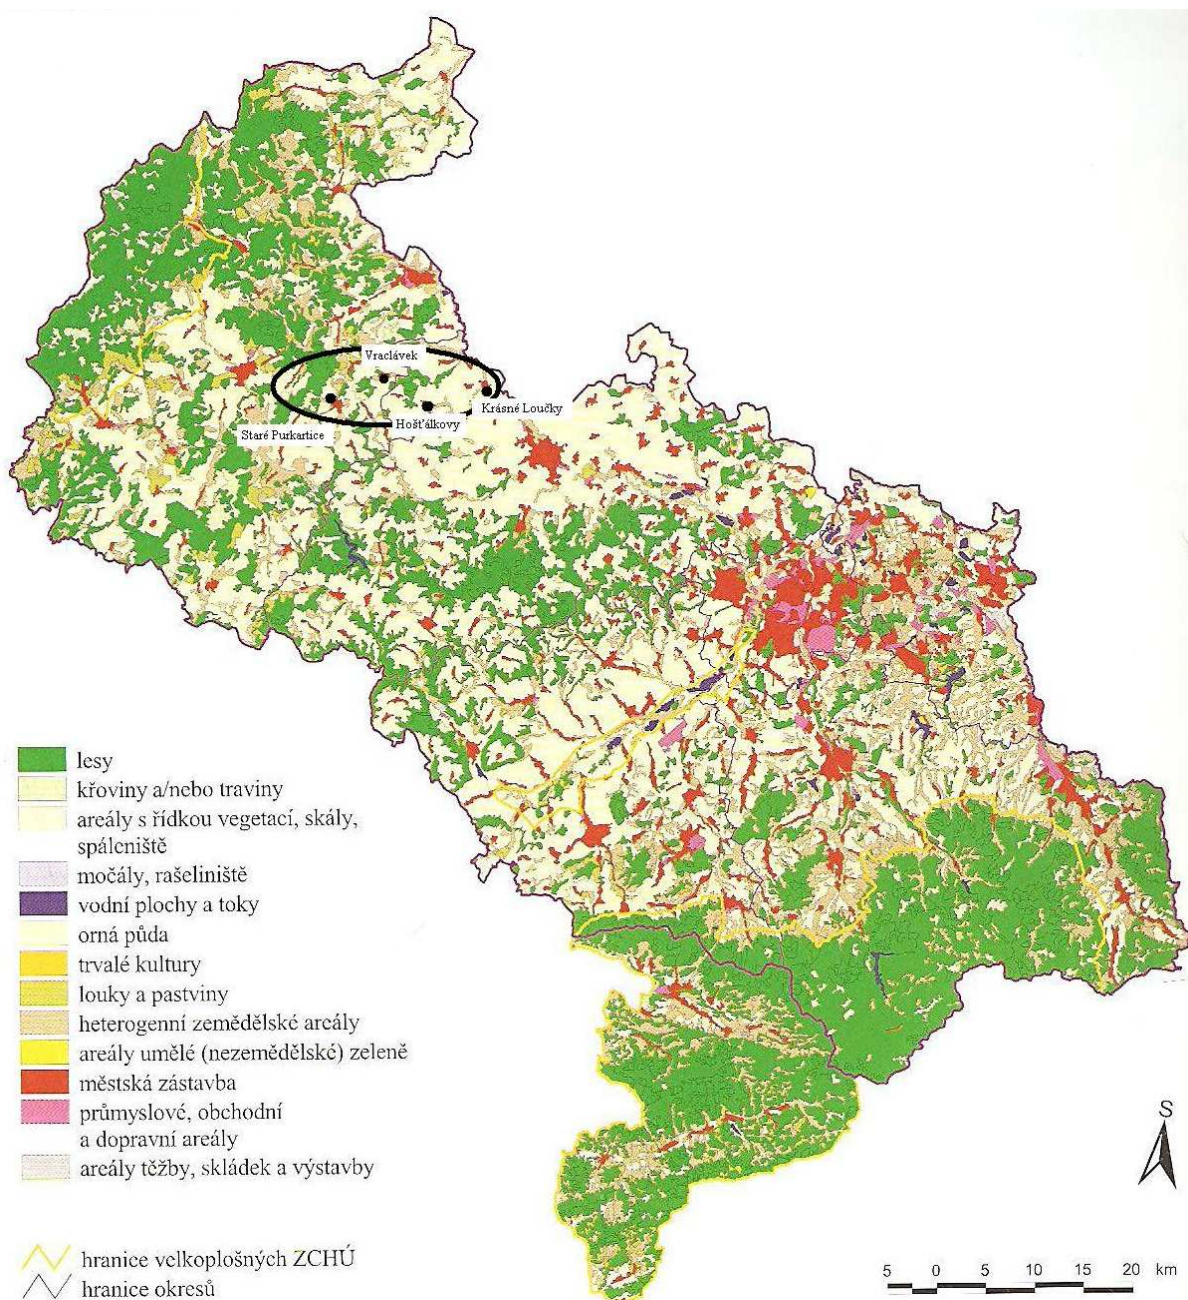 Vraclávek
Krásné Loučky
Hošťálkovy
Staré Purkartice
lesy
křoviny a/nebo traviny
areály s řídkou vegetací, skály,
spáleniště
močály, rašeliniště
vodní plochy a toky
orná půda
trvalé kultury
louky a pastviny
heterogenní zemědělské areály
areály umělé (nezemědělské) zeleně
městská zástavba
průmyslové, obchodní
a dopravní areály
areály těžby, skládek a výstavby
hranice velkoplošných ZCHÚ
hranice okresů
S
5 0 5 10 15 20 km